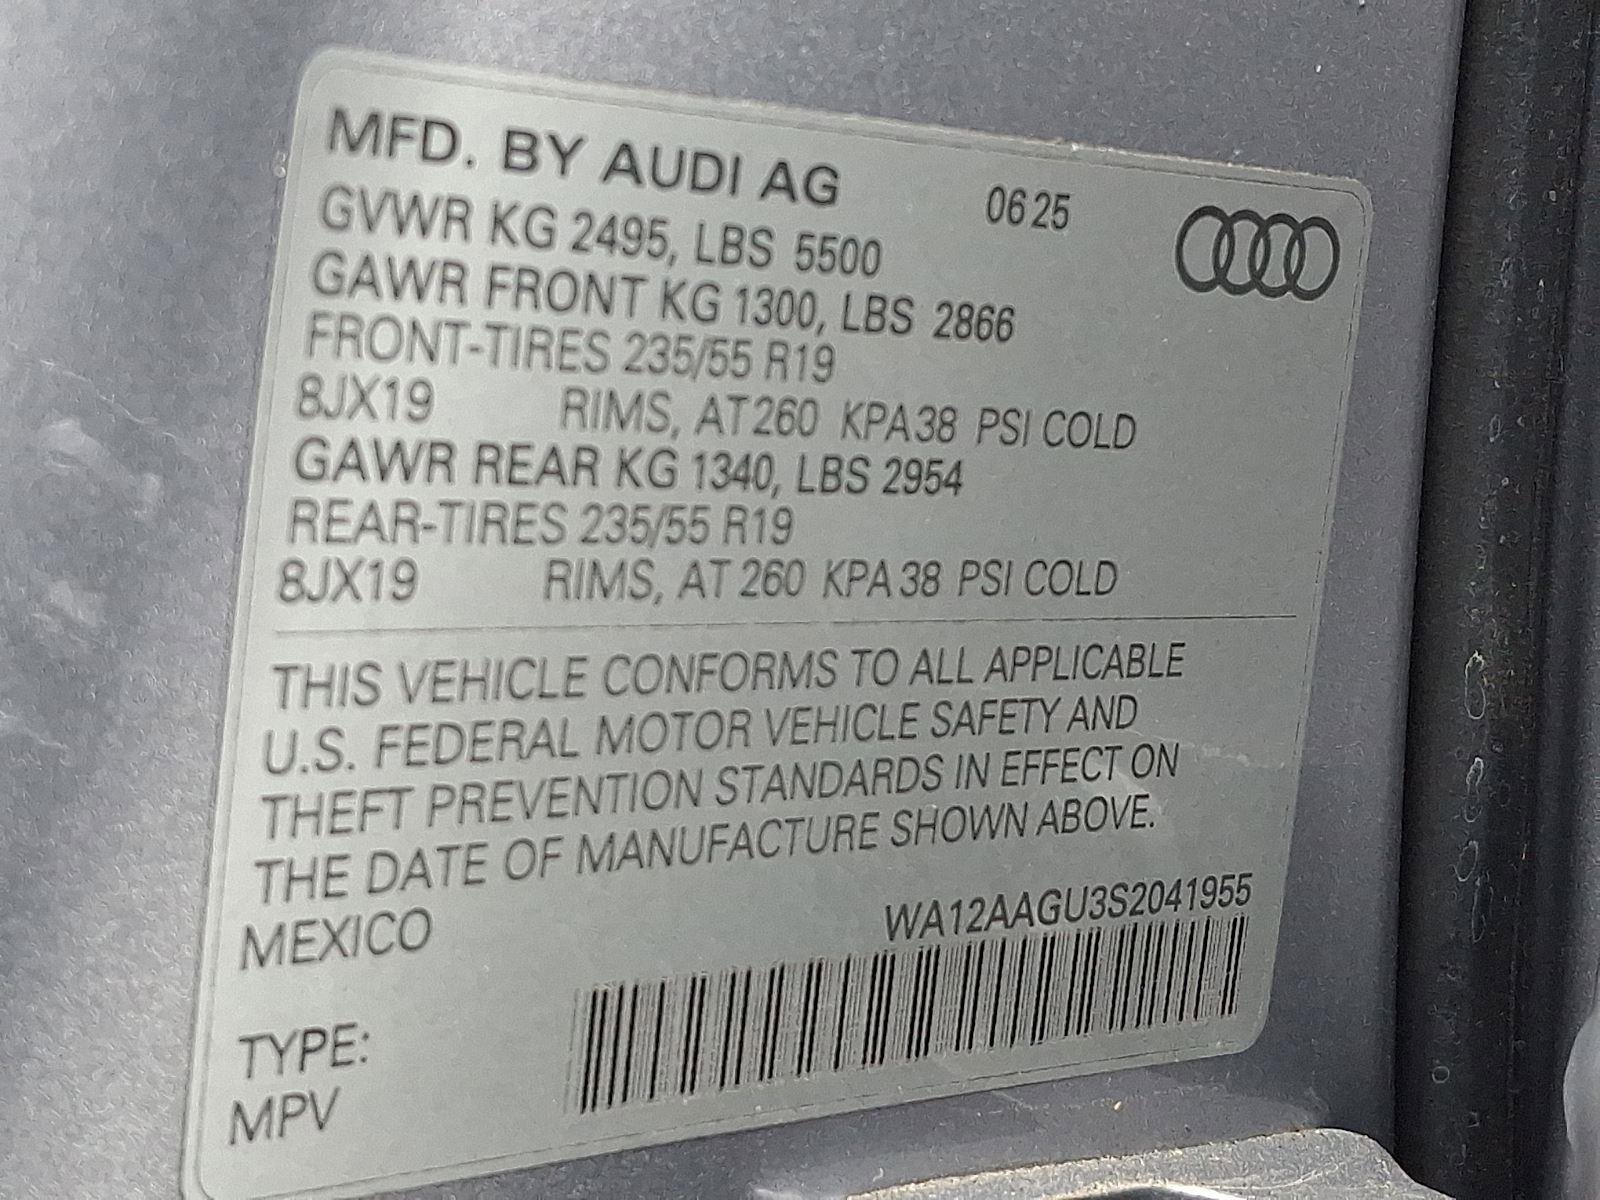 MFD. BY AUDI AG 0625
GVWR KG 2495, LBS 5500
GAWR FRONT KG 1300, LBS 2866
FRONT-TIRES 235/55 R19
8JX19 RIMS, AT 260 KPA 38 PSI COLD
GAWR REAR KG 1340, LBS 2954
REAR-TIRES 235/55 R19
8JX19 RIMS, AT 260 KPA 38 PSI COLD
THIS VEHICLE CONFORMS TO ALL APPLICABLE
U.S. FEDERAL MOTOR VEHICLE SAFETY AND
THEFT PREVENTION STANDARDS IN EFFECT ON
THE DATE OF MANUFACTURE SHOWN ABOVE.
MEXICO WA12AAGU3S2041955
TYPE:
MPV